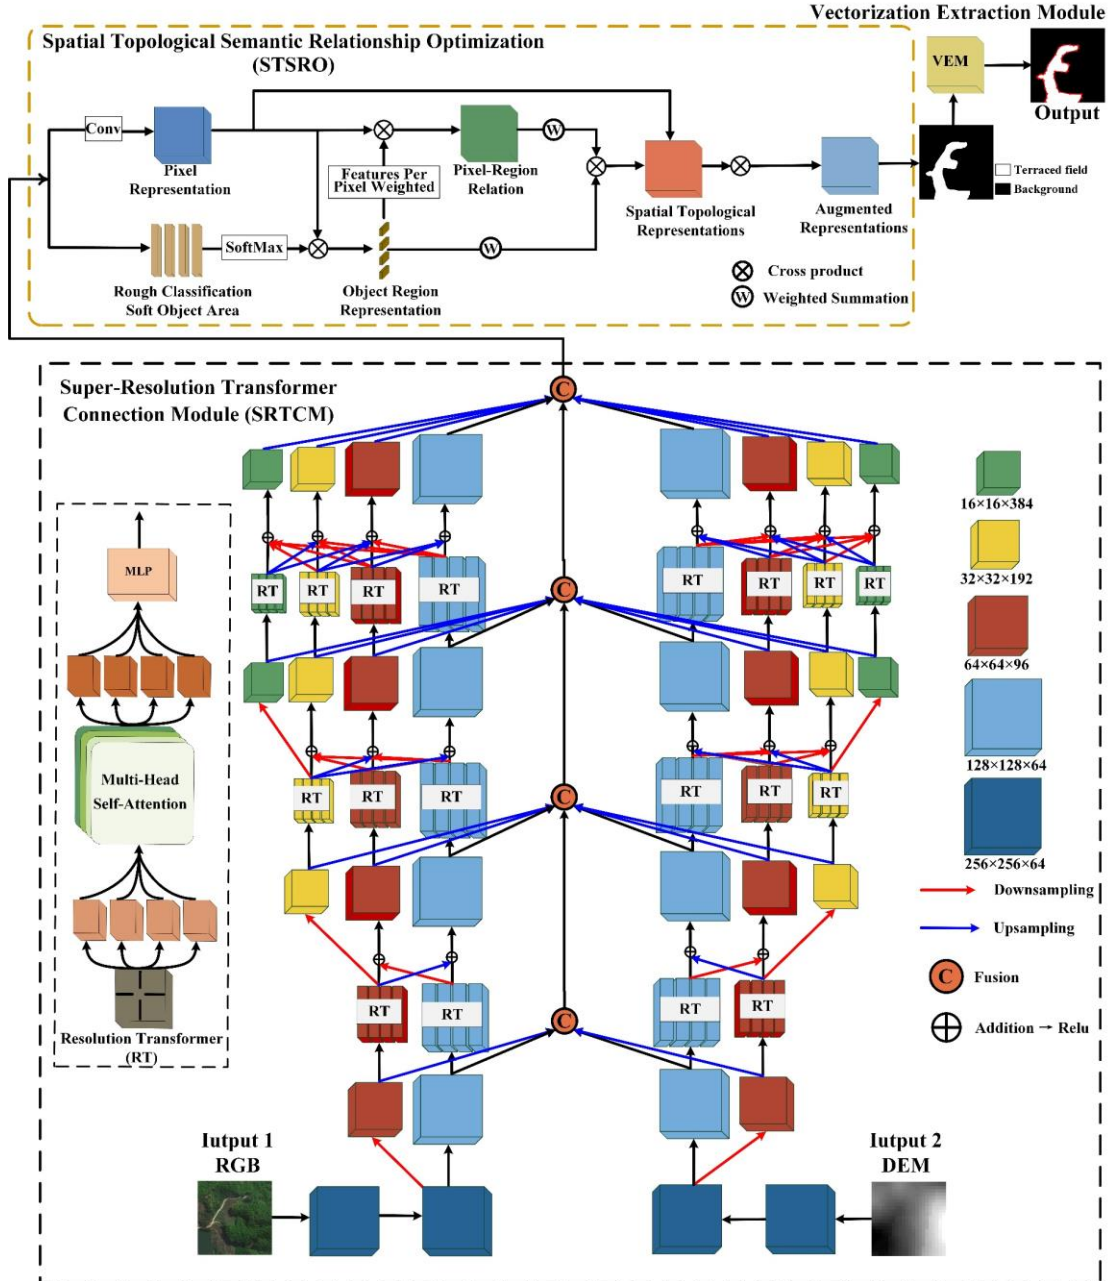 Vectorization Extraction Module
Spatial Topological Semantic Relationship Optimization
(STSRO)
VEM
Output
Conv
Pixel
Representation
Features Per
Pixel Weighted
Pixel-Region
Relation
W
Spatial Topological
Representations
Augmented
Representations
Terraced field
Background
SoftMax
W
Rough Classification
Soft Object Area
Object Region
Representation
Cross product
W
Weighted Summation
Super-Resolution Transformer
Connection Module (SRTCM)
C
16×16×384
MLP
RT
RT
RT
RT
RT
RT
RT
RT
C
32×32×192
64×64×96
Multi-Head
Self-Attention
RT
RT
RT
RT
RT
RT
C
128×128×64
256×256×64
Downsampling
Upsampling
C
Fusion
RT
RT
RT
RT
C
Addition → Relu
Resolution Transformer
(RT)
Iutput 1
RGB
Iutput 2
DEM